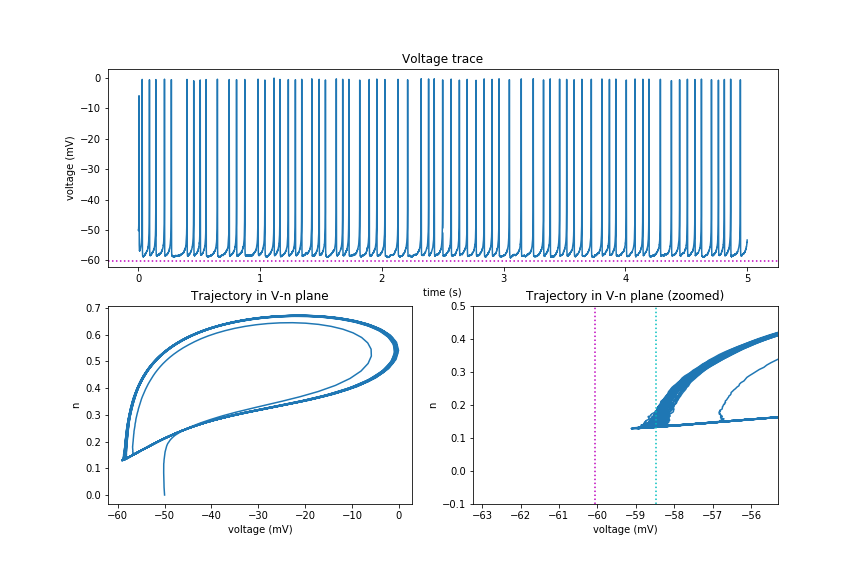 Voltage trace
voltage (mV)
0
−10
−20
−30
−40
−50
−60
0 1 2 3 4 5
time (s)
Trajectory in V-n plane
n
0.7
0.6
0.5
0.4
0.3
0.2
0.1
0.0
−60 −50 −40 −30 −20 −10 0
voltage (mV)
Trajectory in V-n plane (zoomed)
n
0.5
0.4
0.3
0.2
0.1
0.0
−0.1
−63 −62 −61 −60 −59 −58 −57 −56
voltage (mV)